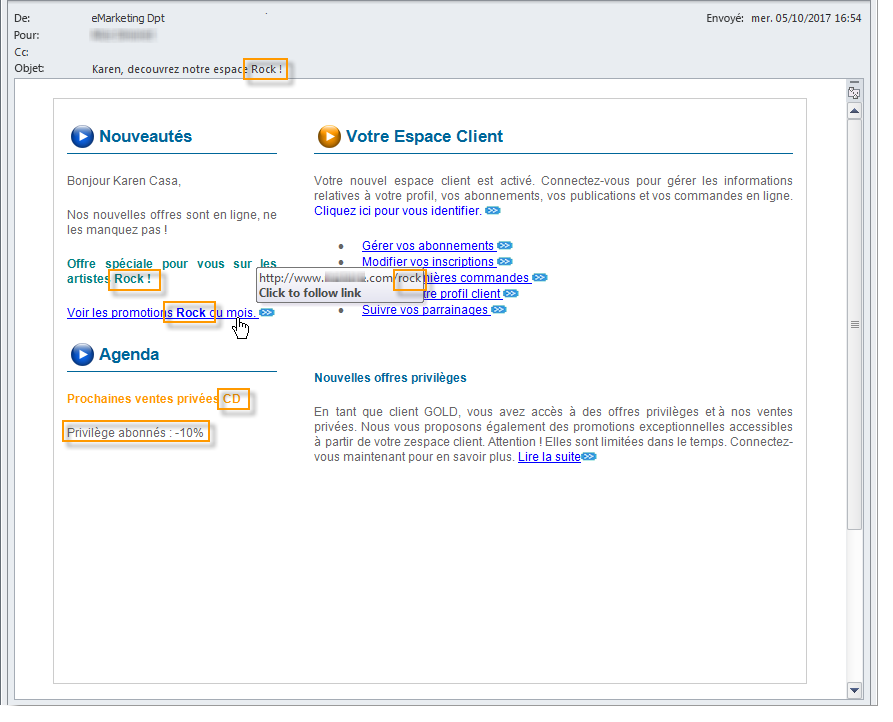 De: eMarketing Dpt
Envoyé: mer. 05/10/2017 16:54
Pour:
Cc:
Objet: Karen, decouvrez notre espace Rock !
Nouveautés
Bonjour Karen Casa,
Nos nouvelles offres sont en ligne, ne
les manquez pas !
Offre spéciale pour vous sur les
artistes Rock !
Voir les promotions Rock du mois.
Agenda
Prochaines ventes privées CD
Privilège abonnés : -10%
Votre Espace Client
Votre nouvel espace client est activé. Connectez-vous pour gérer les informations
relatives à votre profil, vos abonnements, vos publications et vos commandes en ligne.
Cliquez ici pour vous identifier.
• Gérer vos abonnements
• Modifier vos inscriptions
http://www. .com/rock
nières commandes
Click to follow link
tre profil client
• Suivre vos parrainages
Nouvelles offres privilèges
En tant que client GOLD, vous avez accès à des offres privilèges et à nos ventes
privées. Nous vous proposons également des promotions exceptionnelles accessibles
à partir de votre zespace client. Attention ! Elles sont limitées dans le temps. Connectez-
vous maintenant pour en savoir plus. Lire la suite